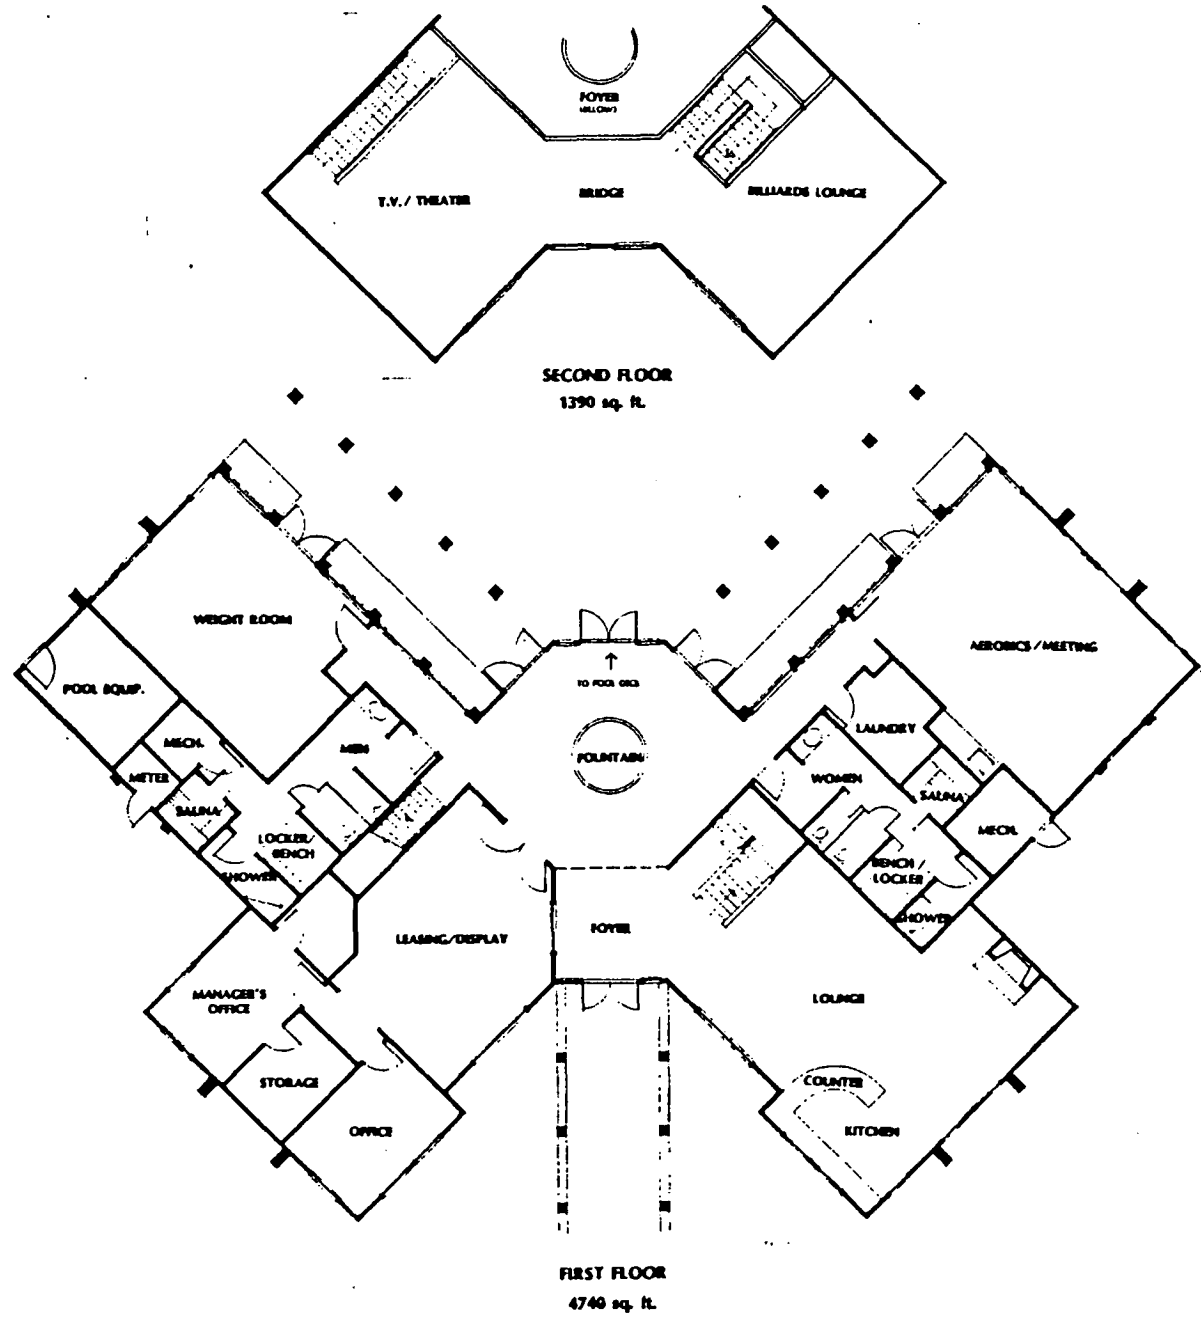 FOYER
(BELOW)
T.V./ THEATER
BRIDGE
BILLIARDS LOUNGE
SECOND FLOOR
1390 sq. ft.
WEIGHT ROOM
AEROBICS/MEETING
TO POOL DECK
POOL EQUIP.
MECH.
MEN
FOUNTAIN
LAUNDRY
METER
WOMEN
SAUNA
SAUNA
LOCKER/
BENCH
MECH.
SHOWER
BENCH/
LOCKER
SHOWER
LEASING/DISPLAY
FOYER
MANAGER'S
OFFICE
LOUNGE
STORAGE
COUNTER
OFFICE
KITCHEN
FIRST FLOOR
4740 sq. ft.